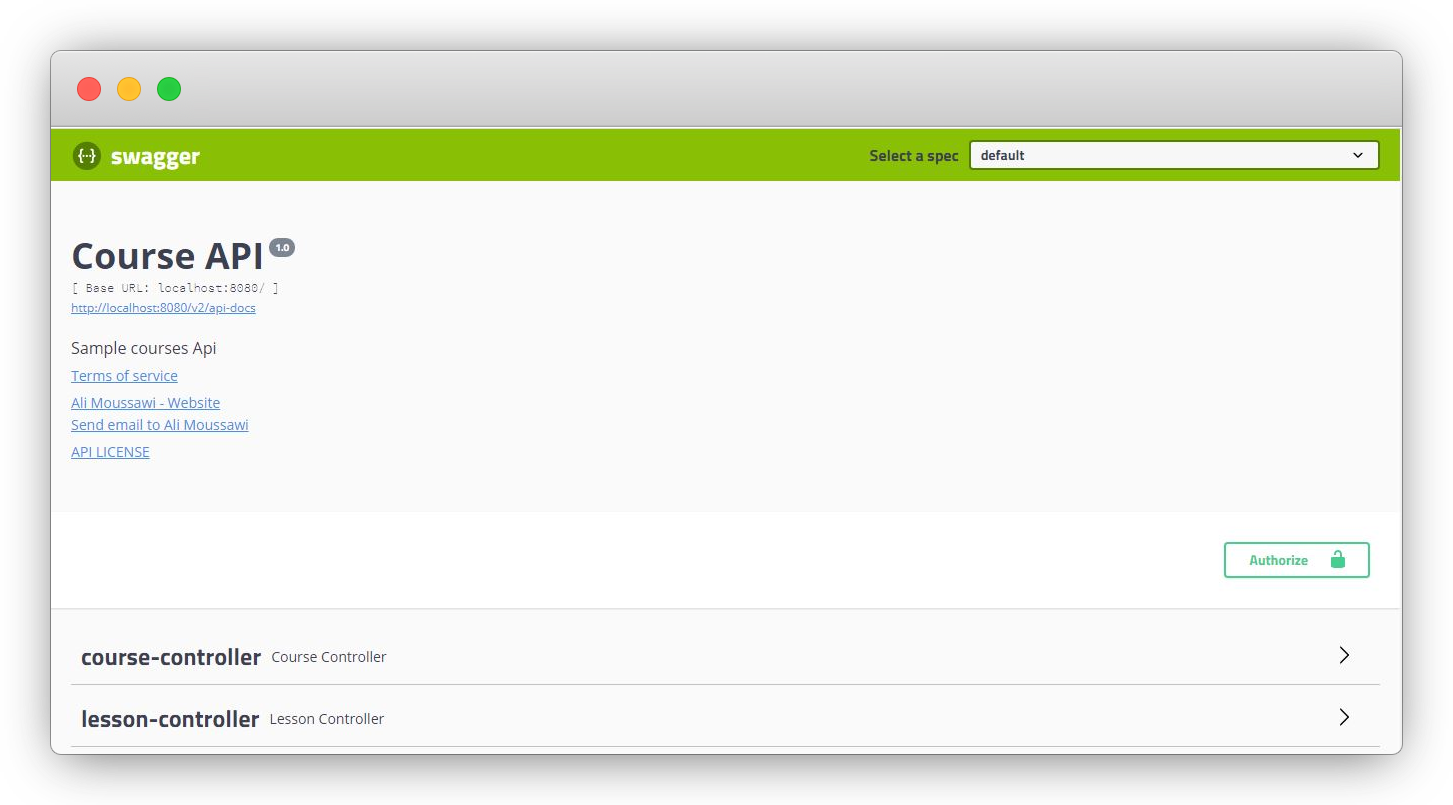 {···} swagger
Select a spec default
Course API 1.0
[ Base URL: localhost:8080/ ]
http://localhost:8080/v2/api-docs
Sample courses Api
Terms of service
Ali Moussawi - Website
Send email to Ali Moussawi
API LICENSE
Authorize
course-controller Course Controller
lesson-controller Lesson Controller